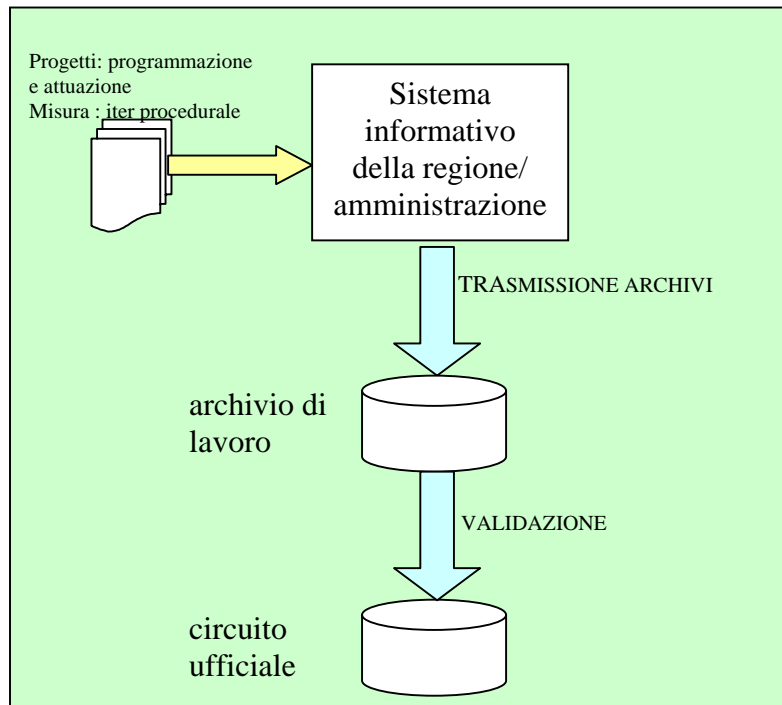 Progetti: programmazione
e attuazione
Misura : iter procedurale
Sistema
informativo
della regione/
amministrazione
TRAsMISSIONE ARCHIVI
archivio di
lavoro
VALIDAZIONE
circuito
ufficiale